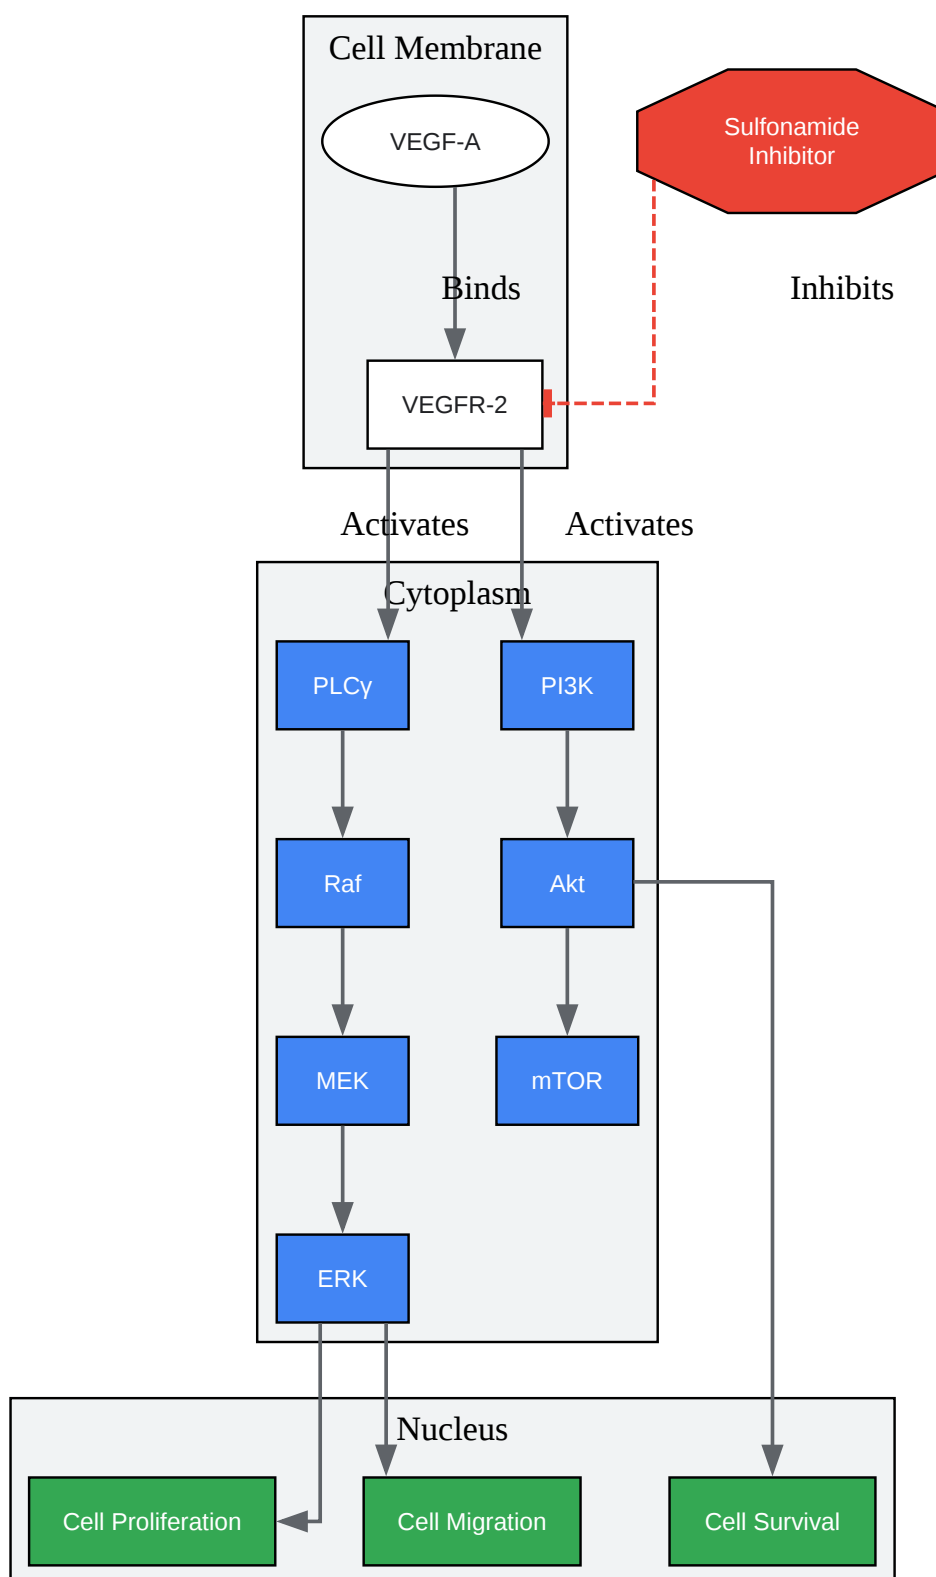 Cell Membrane
VEGF-A
Sulfonamide
Inhibitor
Binds
Inhibits
VEGFR-2
Activates
Activates
Cytoplasm
PLCγ
PI3K
Raf
Akt
MEK
mTOR
ERK
Nucleus
Cell Proliferation
Cell Migration
Cell Survival